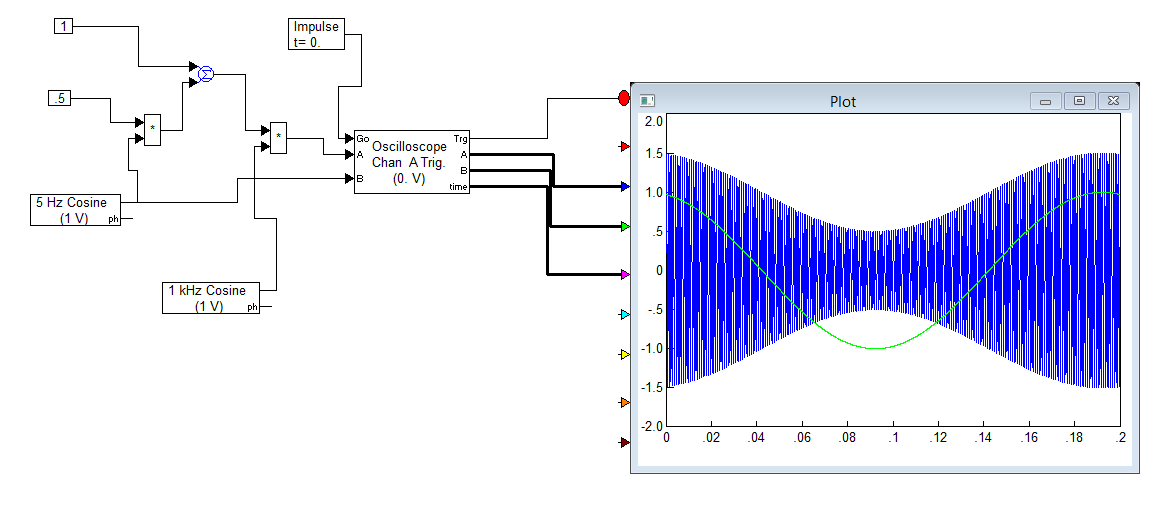 1
.5
*
Σ
*
Impulse
t= 0.
5 Hz Cosine
(1 V)
ph
1 kHz Cosine
(1 V)
ph
Go
A
B
Oscilloscope
Chan A Trig.
(0. V)
Trg
A
B
time
Plot
2.0
1.5
1.0
.5
0
-.5
-1.0
-1.5
-2.0
0 .02 .04 .06 .08 .1 .12 .14 .16 .18 .2